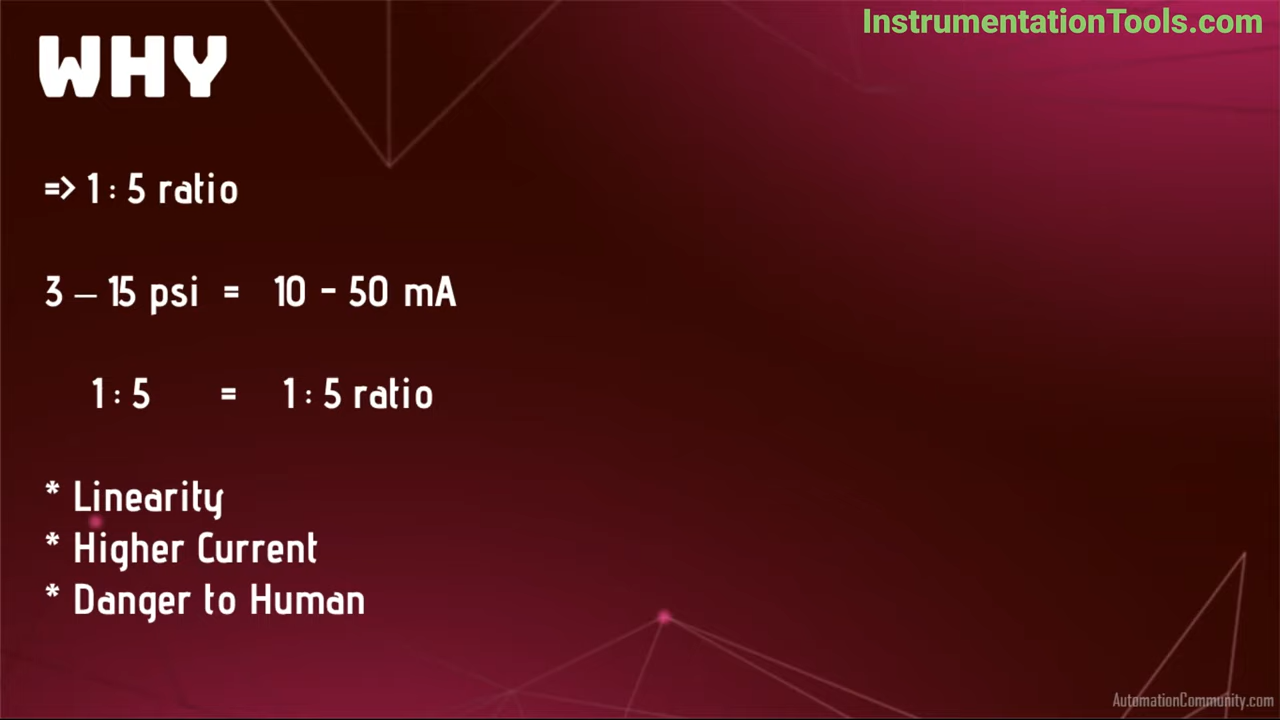 InstrumentationTools.com
WHY
=> 1 : 5 ratio
3 – 15 psi = 10 - 50 mA
1 : 5 = 1 : 5 ratio
* Linearity
* Higher Current
* Danger to Human
AutomationCommunity.com